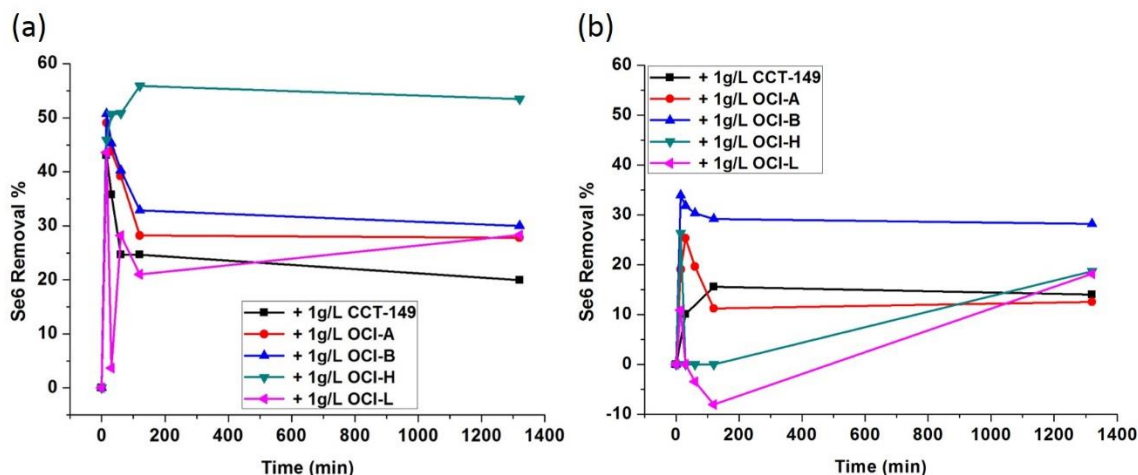 (a)
60
50
40
30
20
10
0
Se6 Removal %
+ 1g/L CCT-149
+ 1g/L OCI-A
+ 1g/L OCI-B
+ 1g/L OCI-H
+ 1g/L OCI-L
0 200 400 600 800 1000 1200 1400
Time (min)
(b)
60
50
40
30
20
10
0
-10
Se6 Removal %
+ 1g/L CCT-149
+ 1g/L OCI-A
+ 1g/L OCI-B
+ 1g/L OCI-H
+ 1g/L OCI-L
0 200 400 600 800 1000 1200 1400
Time (min)